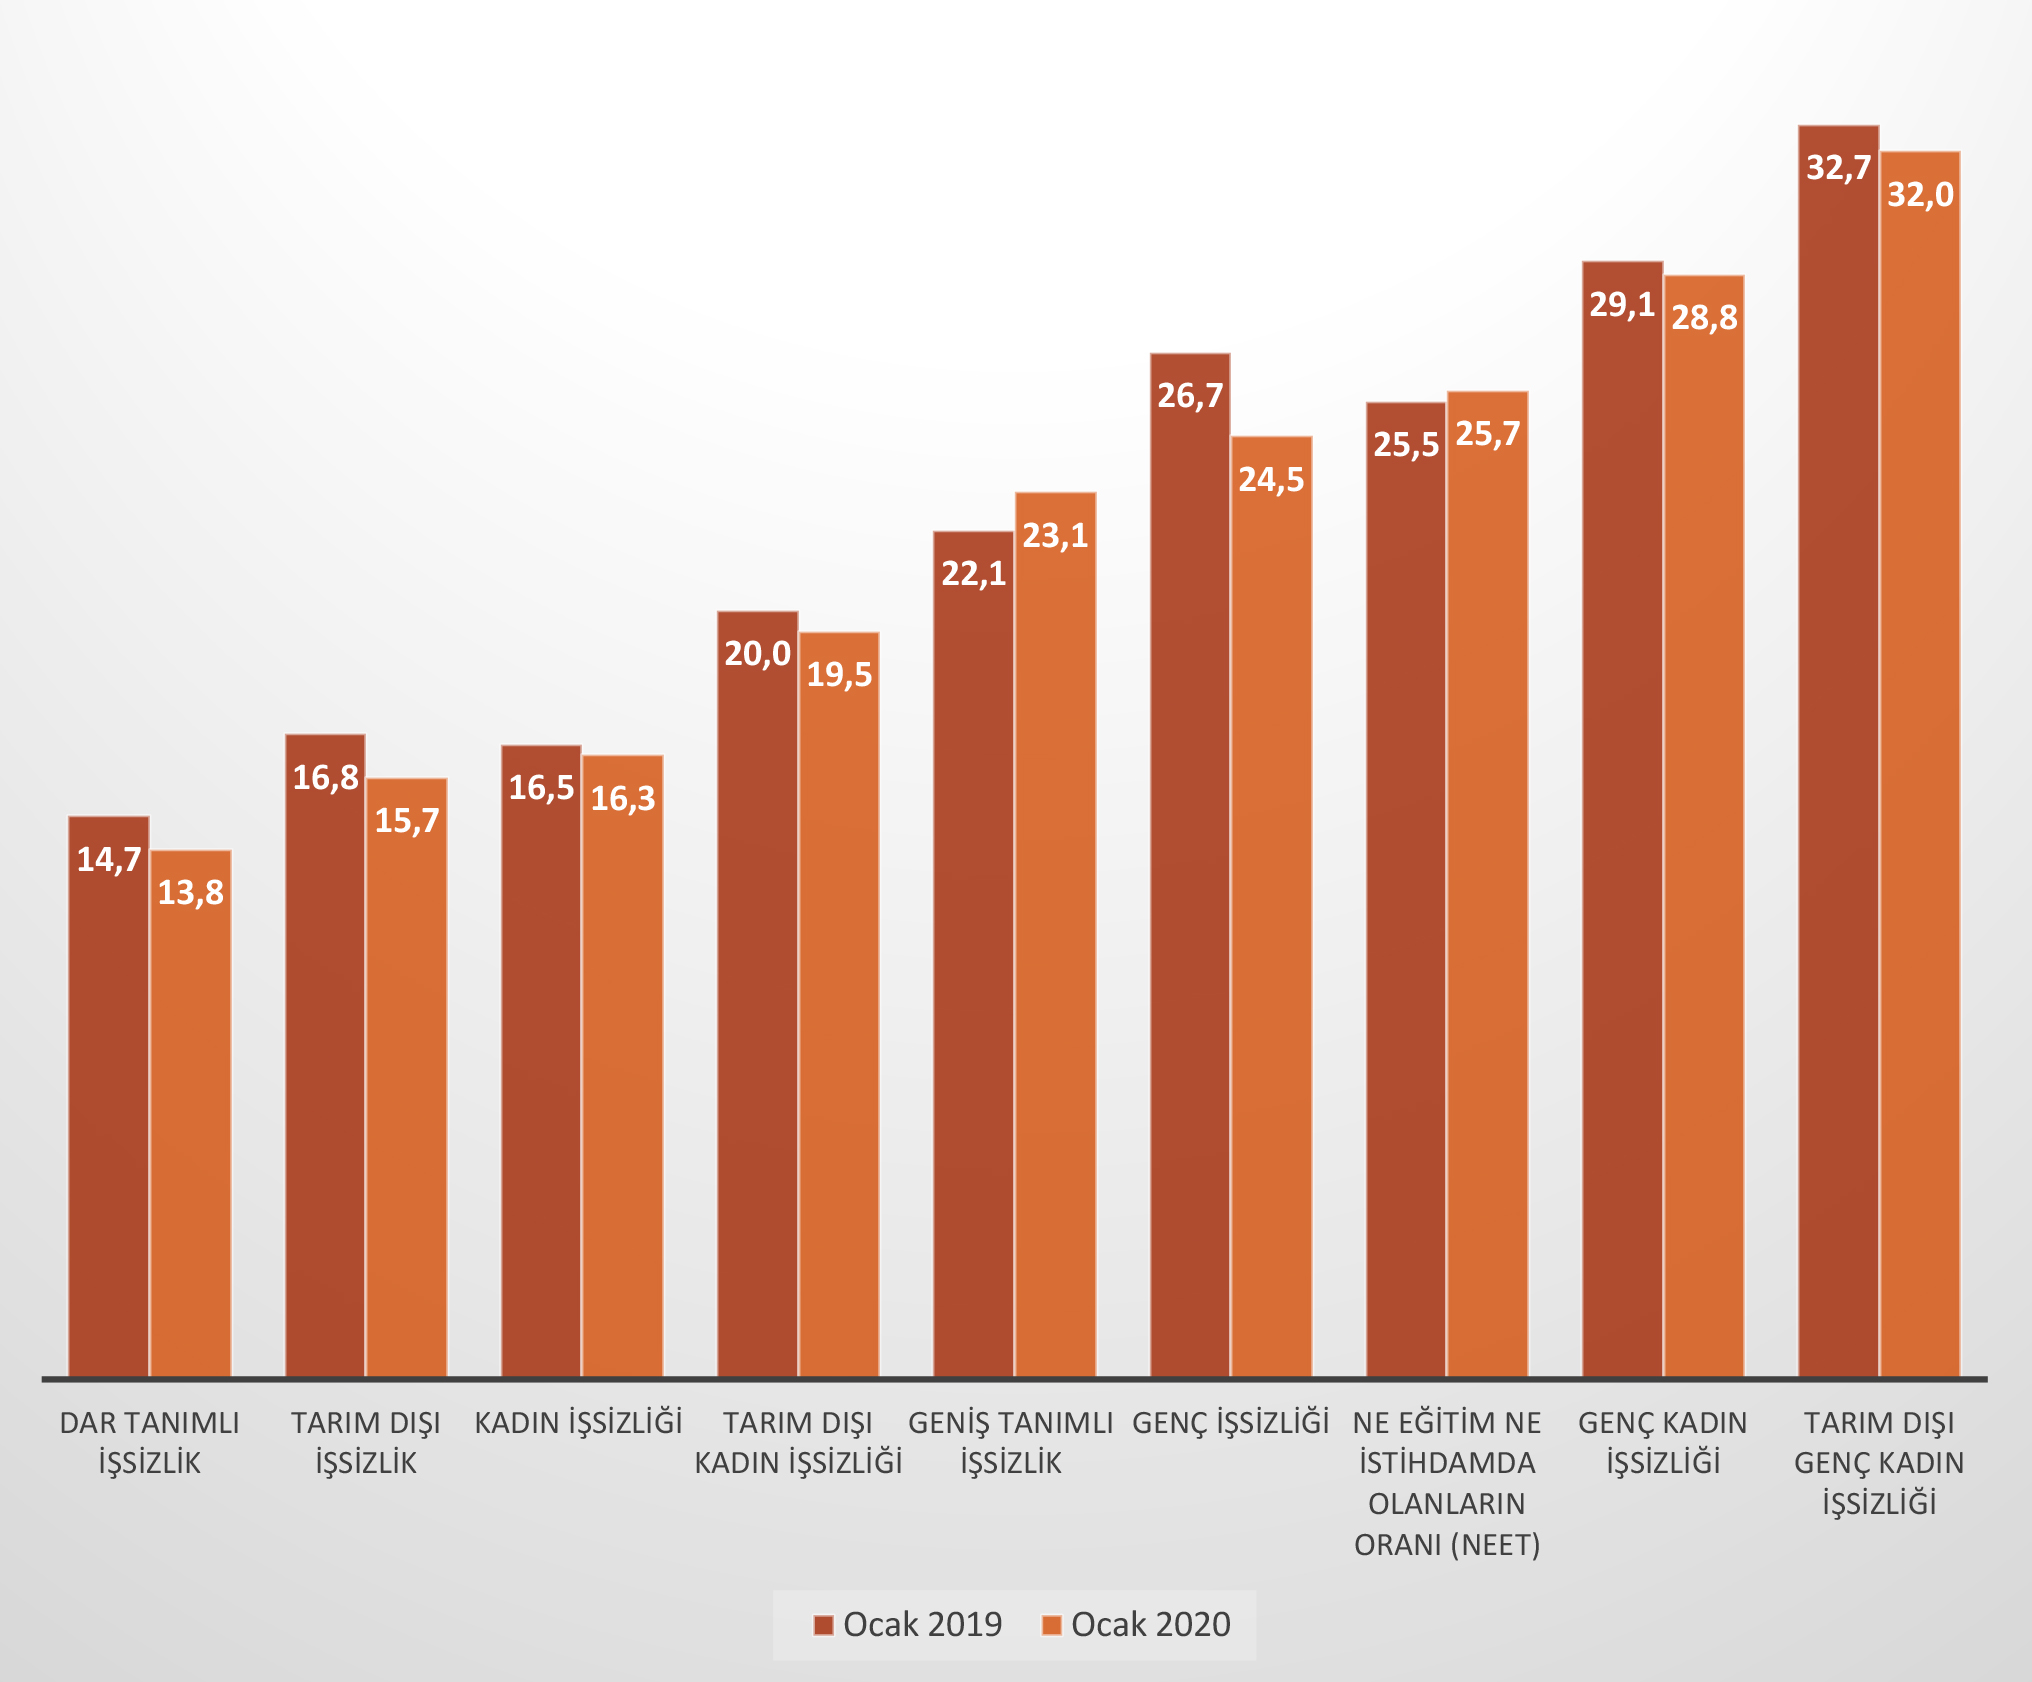 32,7
32,0
29,1
28,8
26,7
25,5
25,7
24,5
22,1
23,1
20,0
19,5
16,8
15,7
16,5
16,3
14,7
13,8
DAR TANIMLI
İŞSİZLİK
TARIM DIŞI
İŞSİZLİK
KADIN İŞSİZLİĞİ
TARIM DIŞI
KADIN İŞSİZLİĞİ
GENİŞ TANIMLI
İŞSİZLİK
GENÇ İŞSİZLİĞİ
NE EĞİTİM NE
İSTİHDAMDA
OLANLARIN
ORANI (NEET)
GENÇ KADIN
İŞSİZLİĞİ
TARIM DIŞI
GENÇ KADIN
İŞSİZLİĞİ
Ocak 2019
Ocak 2020